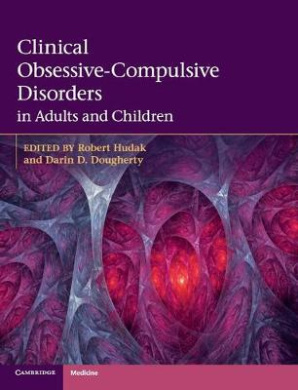 Clinical
Obsessive-Compulsive
Disorders
in Adults and Children
EDITED BY Robert Hudak
and Darin D. Dougherty
CAMBRIDGE
Medicine